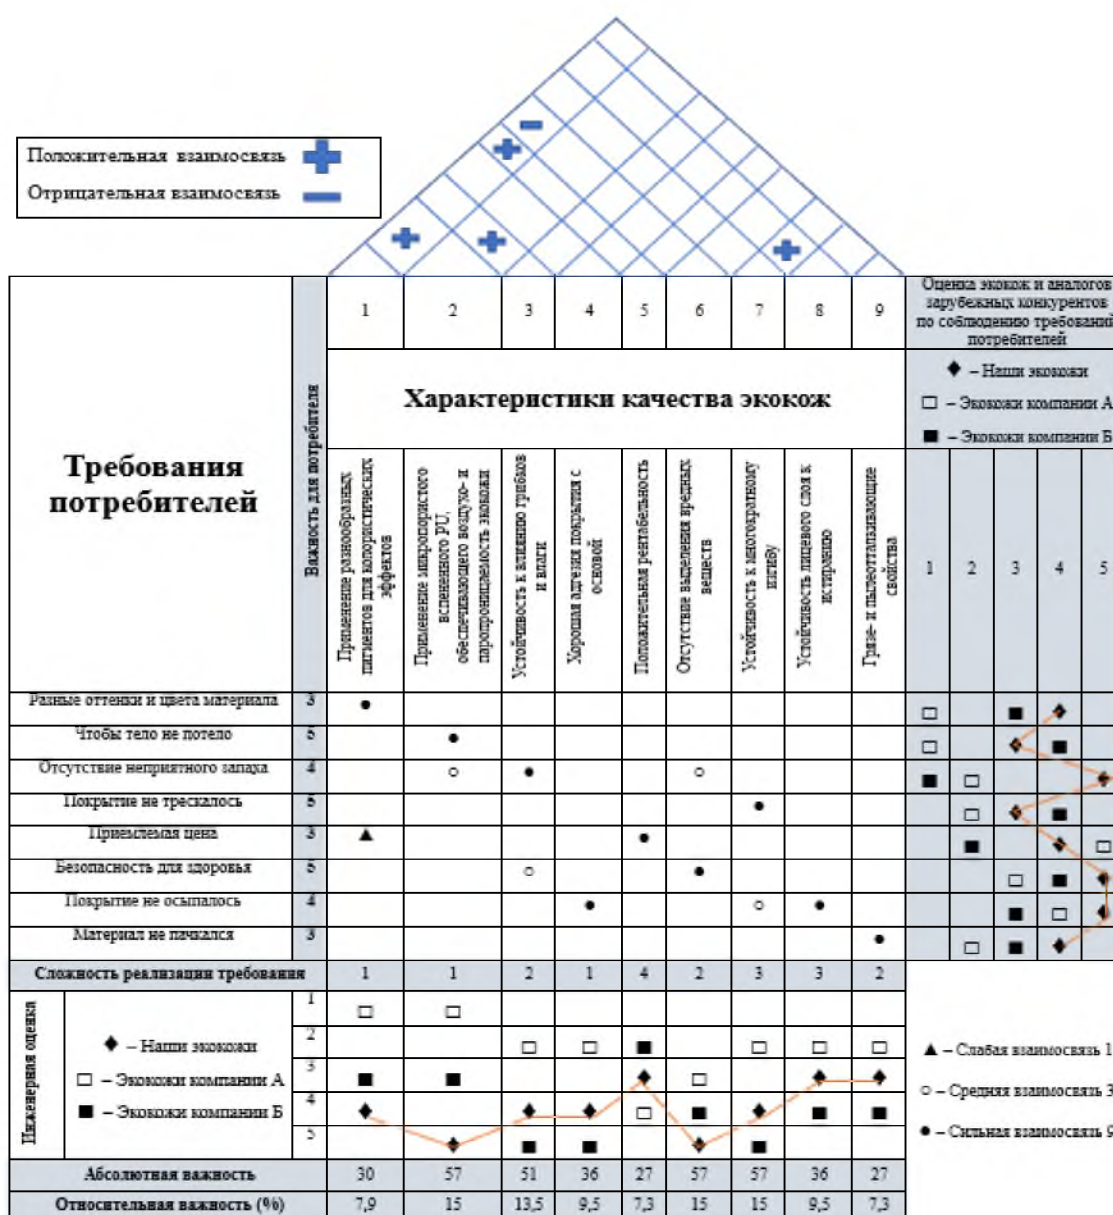 Положительная взаимосвязь
Отрицательная взаимосвязь
Требования
потребителей
Важность для потребителя
1 2 3 4 5 6 7 8 9
Характеристики качества экокож
Применение разнообразных
пигментов для колористических
эффектов
Применение микропористого
вспененного PU,
обеспечивающего воздухо- и
паропроницаемость экокожи
Устойчивость к влиянию грибков
и влаги
Хорошая адгезия покрытия с
основой
Положительная рентабельность
Отсутствие выделения вредных
веществ
Устойчивость к многократному
изгибу
Устойчивость лицевого слоя к
истиранию
Грязе- и пылеотталкивающие
свойства
Оценка экокож и аналогов
зарубежных конкурентов
по соблюдению требований
потребителей
♦ – Наши экокожи
□ – Экокожи компании А
■ – Экокожи компании Б
1 2 3 4 5
Разные оттенки и цвета материала 3
Чтобы тело не потело 5
Отсутствие неприятного запаха 4
Покрытие не трескалось 5
Приемлемая цена 3
Безопасность для здоровья 5
Покрытие не осыпалось 4
Материал не пачкался 3
Сложность реализации требования 1 1 2 1 4 2 3 3 2
Инженерная оценка
♦ – Наши экокожи
□ – Экокожи компании А
■ – Экокожи компании Б
1
2
3
4
5
▲ – Слабая взаимосвязь 1
○ – Средняя взаимосвязь 3
● – Сильная взаимосвязь 9
Абсолютная важность 30 57 51 36 27 57 57 36 27
Относительная важность (%) 7,9 15 13,5 9,5 7,3 15 15 9,5 7,3